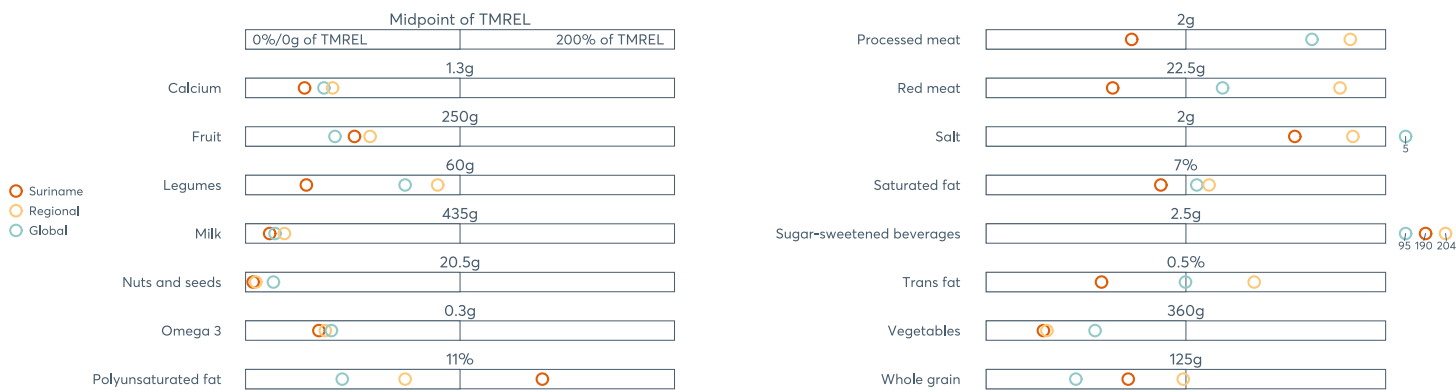 Midpoint of TMREL
0%/0g of TMREL 200% of TMREL
1.3g
Calcium
250g
Fruit
60g
Legumes
435g
Milk
20.5g
Nuts and seeds
0.3g
Omega 3
11%
Polyunsaturated fat
Suriname
Regional
Global
2g
Processed meat
22.5g
Red meat
2g
Salt
5
7%
Saturated fat
2.5g
Sugar-sweetened beverages
95 190 204
0.5%
Trans fat
360g
Vegetables
125g
Whole grain